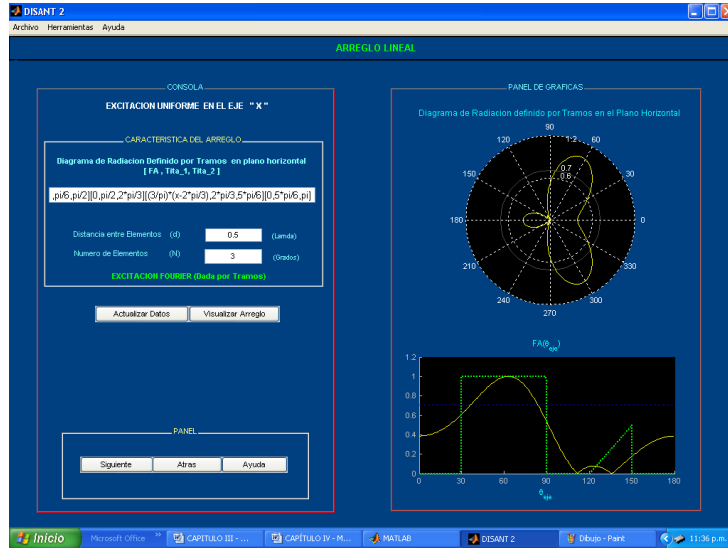 DISANT 2
Archivo Herramientas Ayuda
ARREGLO LINEAL
CONSOLA
EXCITACION UNIFORME EN EL EJE " X "
CARACTERISTICA DEL ARREGLO
Diagrama de Radiacion Definido por Tramos en plano horizontal
[ FA , Tita_1, Tita_2 ]
,pi/6,pi/2][0,pi/2,2*pi/3][(3/pi)*(x-2*pi/3),2*pi/3,5*pi/6][0,5*pi/6,pi]
Distancia entre Elementos (d) 0.5 (Lamda)
Numero de Elementos (N) 3 (Grados)
EXCITACION FOURIER (Dada por Tramos)
Actualizar Datos Visualizar Arreglo
PANEL
Siguiente Atras Ayuda
PANEL DE GRAFICAS
Diagrama de Radiacion definido por Tramos en el Plano Horizontal
90
120 1.2 60
0.7
0.6
150 30
180 0
210 330
240 300
270
FA(θeje)
1.2
1
0.8
0.6
0.4
0.2
0
0 30 60 90 120 150 180
θeje
Inicio Microsoft Office » CAPITULO III - ... CAPÍTULO IV - M... MATLAB DISANT 2 Dibujo - Paint 11:36 p.m.